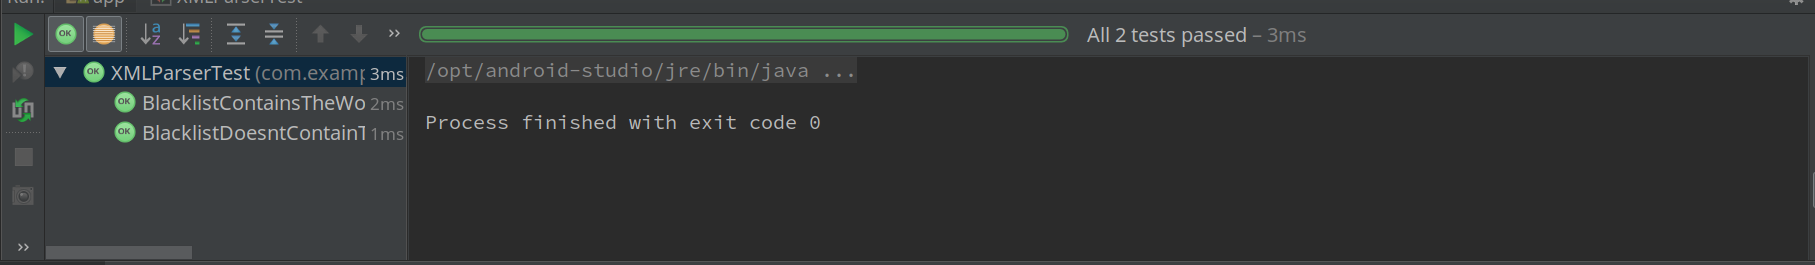 Run: app XMLParserTest
All 2 tests passed – 3ms
XMLParserTest (com.examp 3ms
BlacklistContainsTheWo 2ms
BlacklistDoesntContainT 1ms
/opt/android-studio/jre/bin/java ...
Process finished with exit code 0